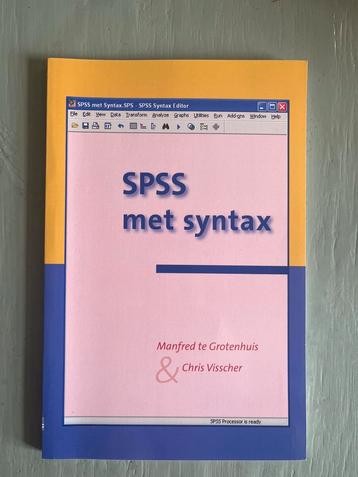 SPSS met Syntax.SPS - SPSS Syntax Editor
File Edit View Data Transform Analyze Graphs Utilities Run Add-ons Window Help
SPSS
met syntax
Manfred te Grotenhuis
& Chris Visscher
SPSS Processor is ready